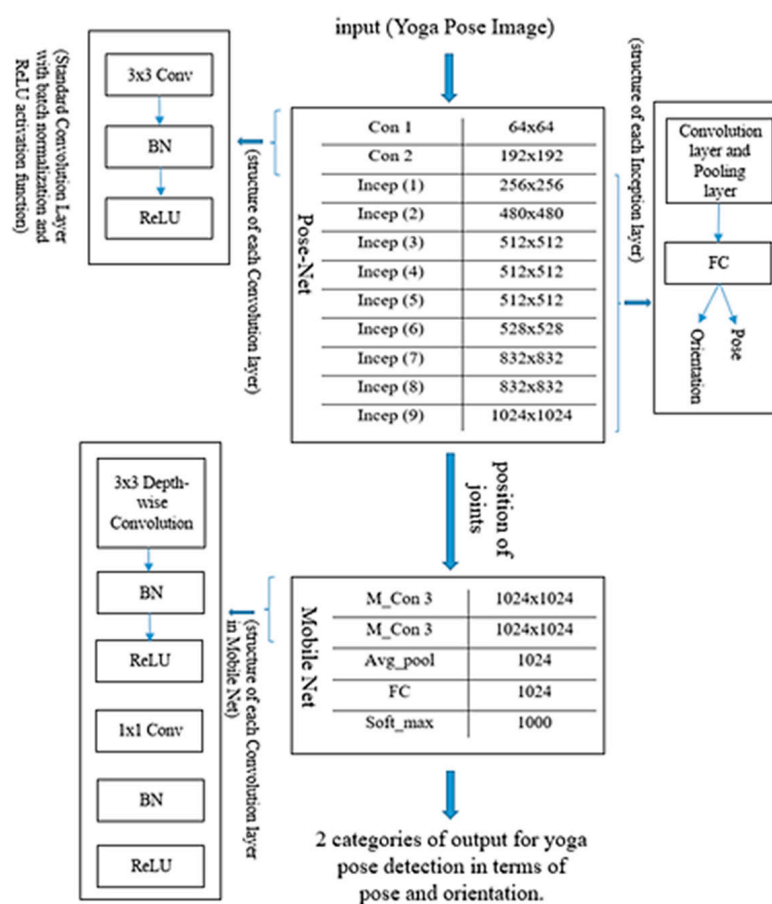 input (Yoga Pose Image)
(Standard Convolution Layer
with batch normalization and
ReLU activation function)
3x3 Conv
BN
ReLU
(structure of each Convolution layer)
Pose-Net
Con 1 64x64
Con 2 192x192
Incep (1) 256x256
Incep (2) 480x480
Incep (3) 512x512
Incep (4) 512x512
Incep (5) 512x512
Incep (6) 528x528
Incep (7) 832x832
Incep (8) 832x832
Incep (9) 1024x1024
(structure of each Inception layer)
Convolution
layer and
Pooling
layer
FC
Orientation
Pose
position of
joints
3x3 Depth-
wise
Convolution
BN
ReLU
1x1 Conv
BN
ReLU
(structure of each Convolution layer
in Mobile Net)
Mobile Net
M_Con 3 1024x1024
M_Con 3 1024x1024
Avg_pool 1024
FC 1024
Soft_max 1000
2 categories of output for yoga
pose detection in terms of
pose and orientation.